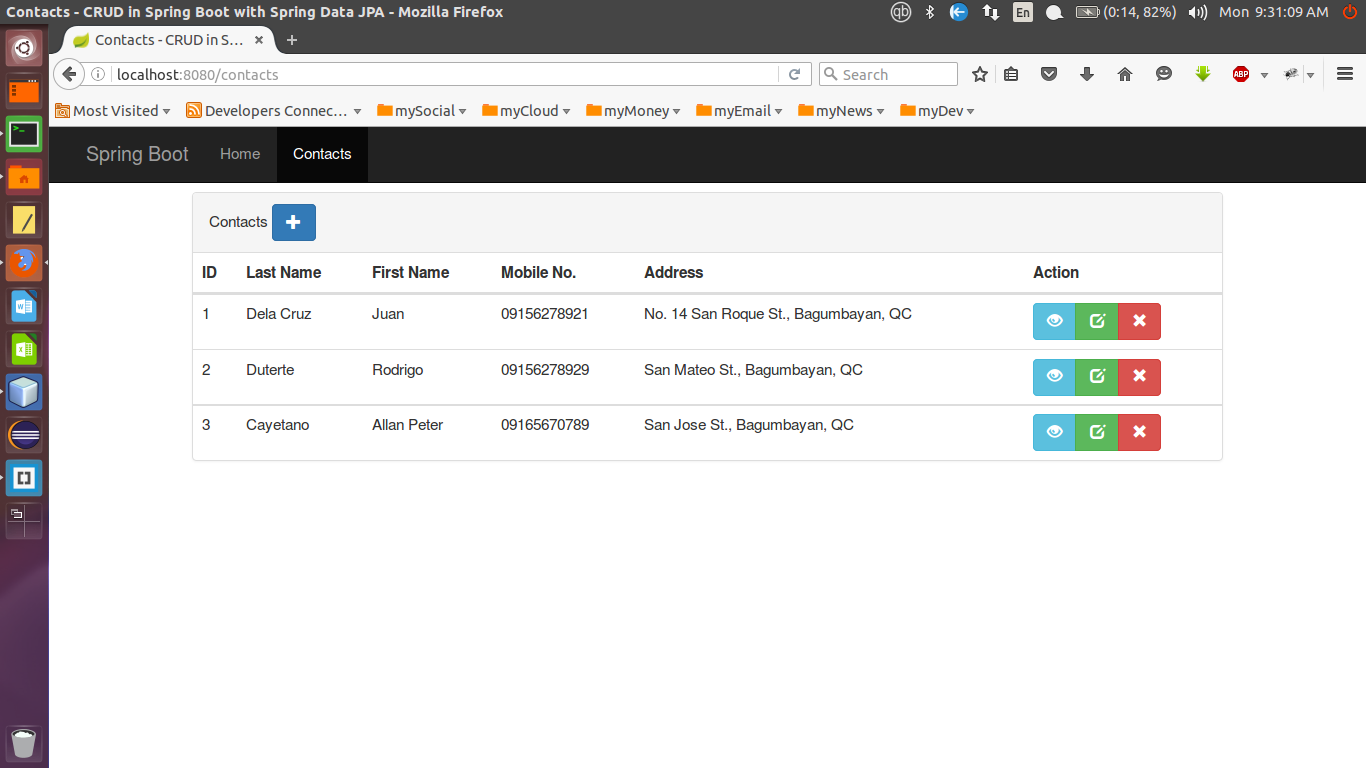 Contacts - CRUD in Spring Boot with Spring Data JPA - Mozilla Firefox
qb En (0:14, 82%) Mon 9:31:09 AM
Contacts - CRUD in S...
localhost:8080/contacts
Search
ABP
Most Visited Developers Connec... mySocial myCloud myMoney myEmail myNews myDev
Spring Boot Home Contacts
Contacts
ID Last Name First Name Mobile No. Address Action
1 Dela Cruz Juan 09156278921 No. 14 San Roque St., Bagumbayan, QC
2 Duterte Rodrigo 09156278929 San Mateo St., Bagumbayan, QC
3 Cayetano Allan Peter 09165670789 San Jose St., Bagumbayan, QC